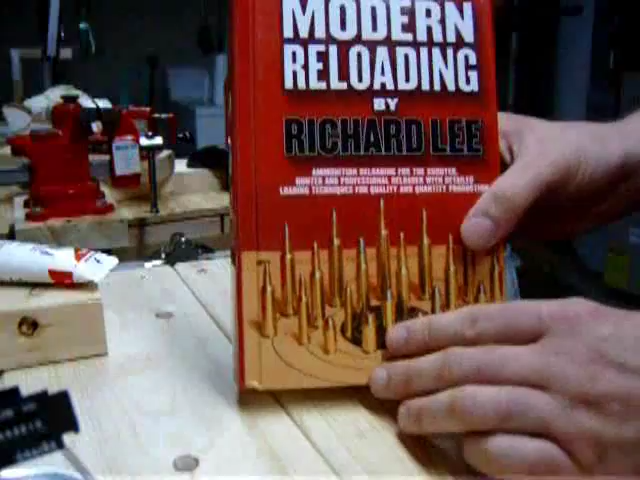 MODERN
RELOADING
BY
RICHARD LEE
AMMUNITION RELOADING FOR THE SHOOTER,
HUNTER AND PROFESSIONAL RELOADER WITH DETAILED
LOADING TECHNIQUES FOR QUALITY AND QUANTITY PRODUCTION